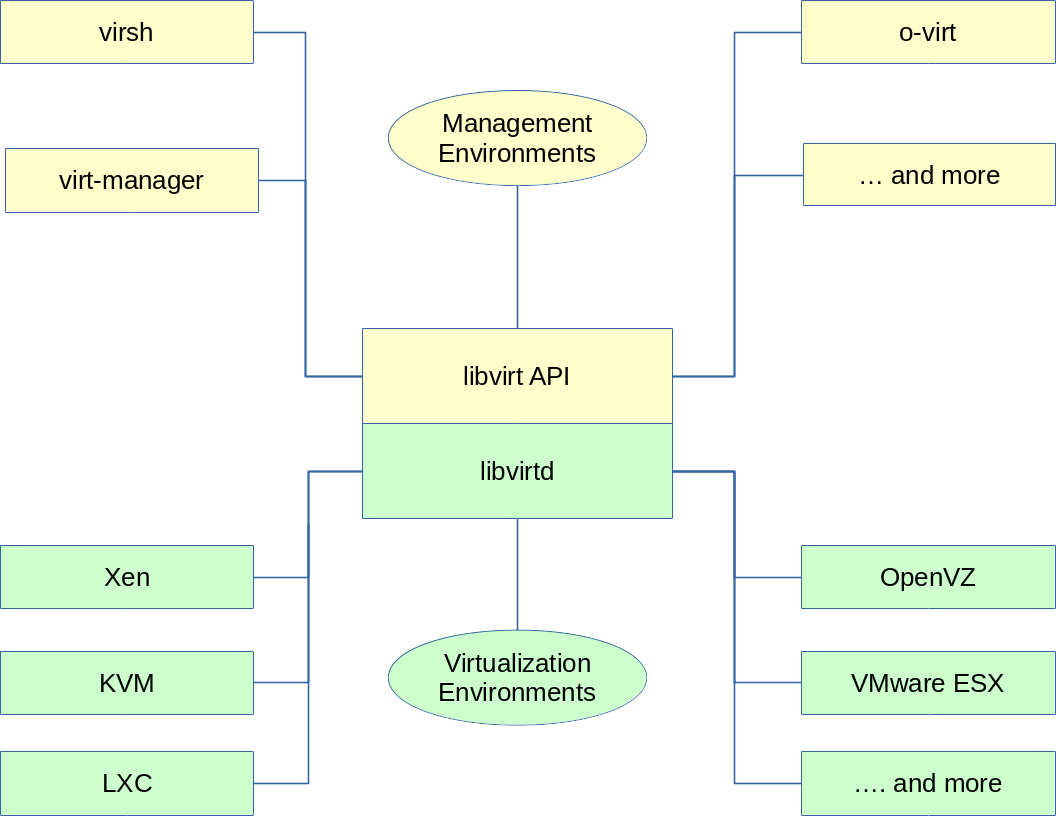 virsh
o-virt
Management
Environments
virt-manager
… and more
libvirt API
libvirtd
Xen
OpenVZ
Virtualization
Environments
KVM
VMware ESX
LXC
…. and more